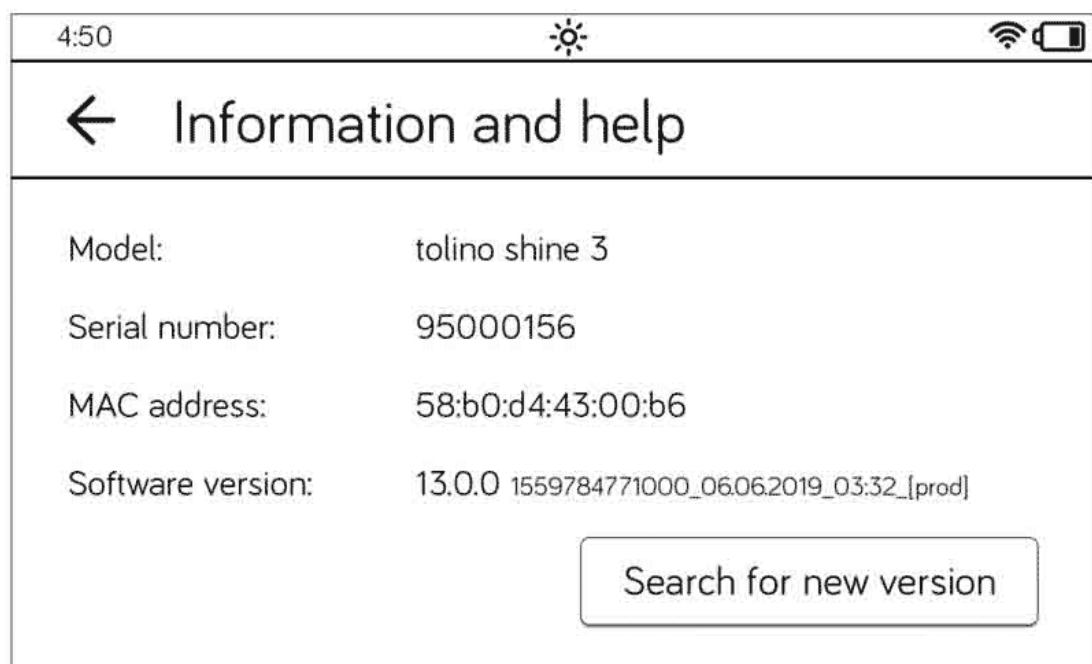 4:50
Information and help
Model: tolino shine 3
Serial number: 95000156
MAC address: 58:b0:d4:43:00:b6
Software version: 13.0.0 1559784771000_06.06.2019_03:32_[prod]
Search for new version